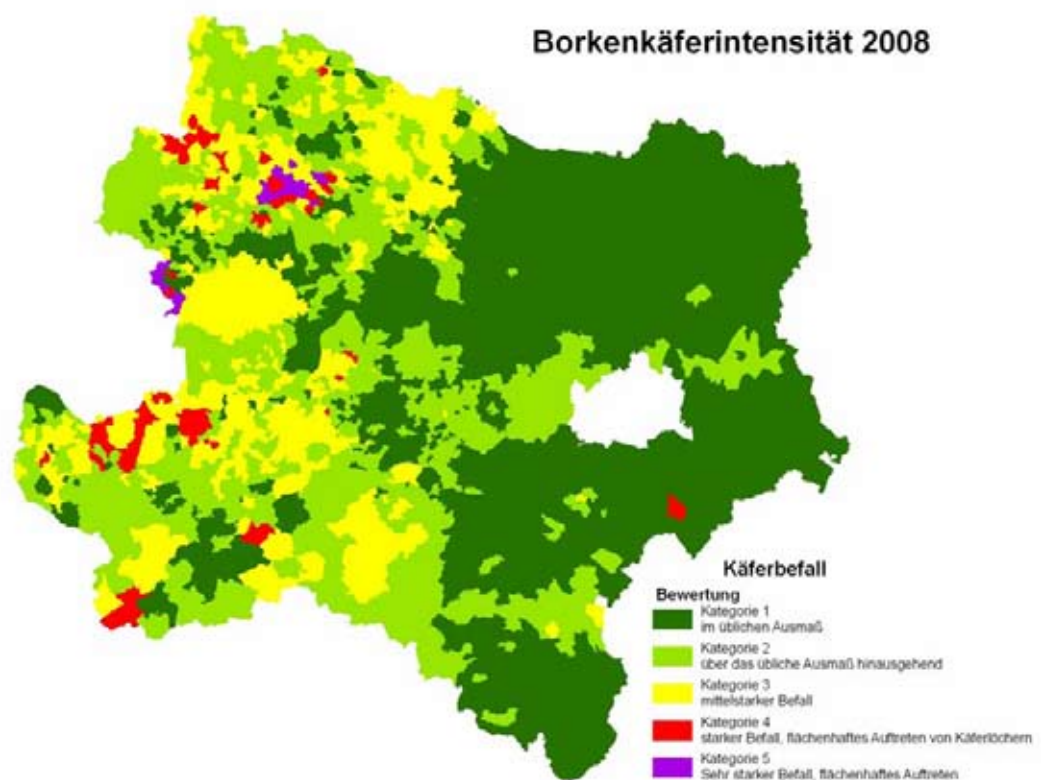 Borkenkäferintensität 2008
Käferbefall
Bewertung
Kategorie 1
im üblichen Ausmaß
Kategorie 2
über das übliche Ausmaß hinausgehend
Kategorie 3
mittelstarker Befall
Kategorie 4
starker Befall, flächenhaftes Auftreten von Käferlöchern
Kategorie 5
Sehr starker Befall, flächenhaftes Auftreten